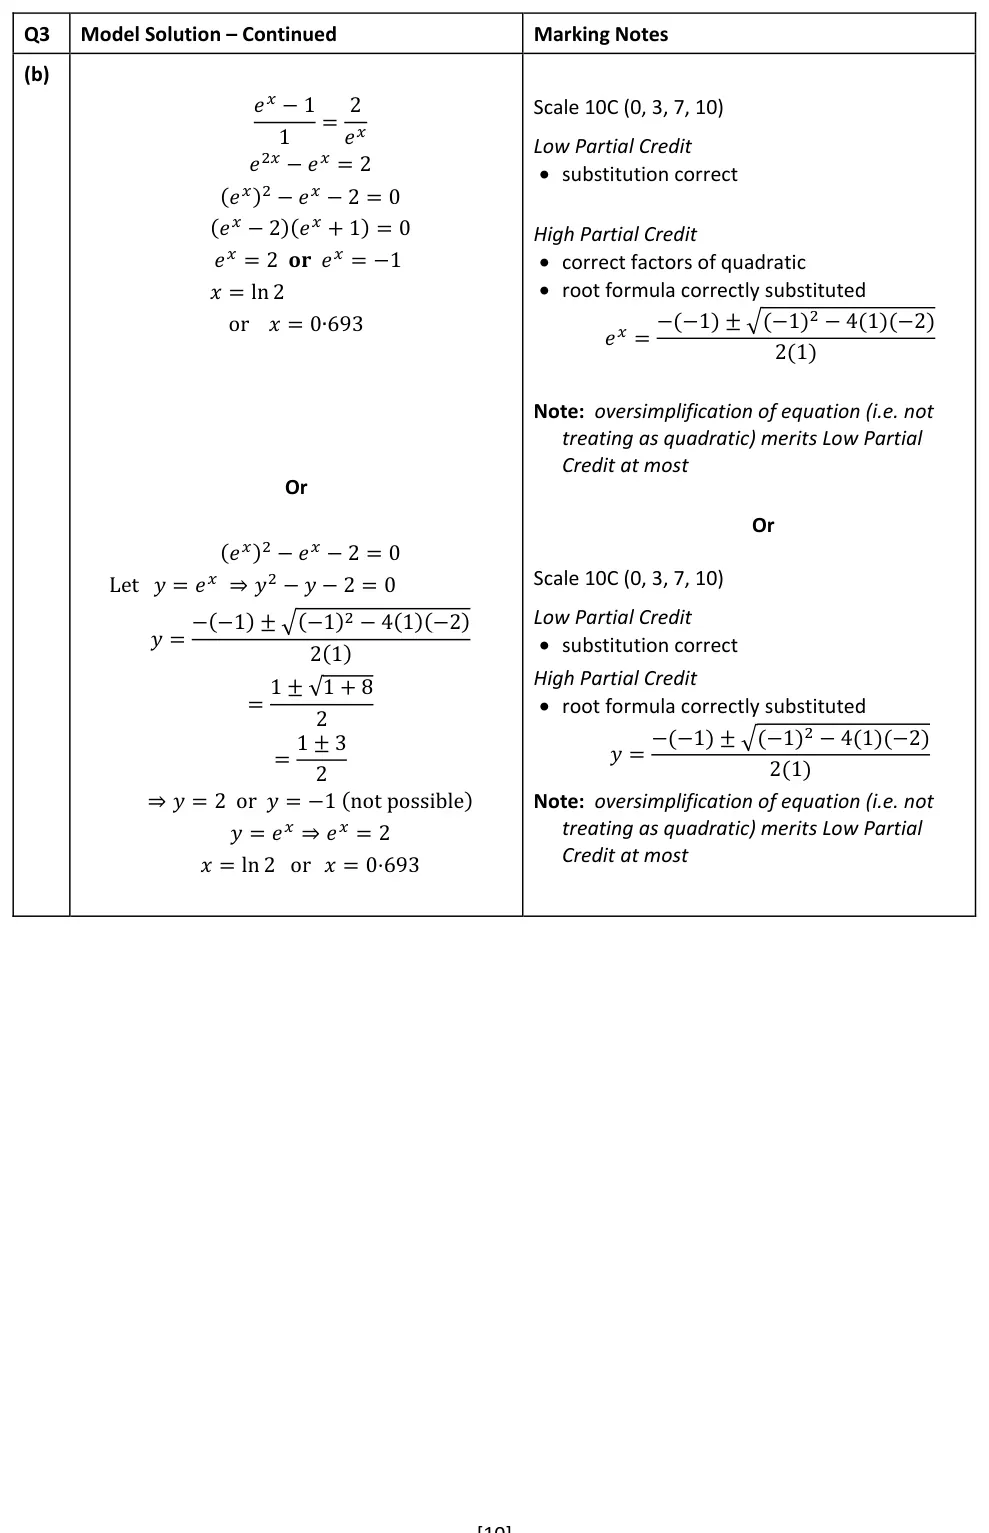 Q3 Model Solution – Continued Marking Notes
(b)
e^x − 1 / 1 = 2 / e^x
e^{2x} − e^x = 2
(e^x)² − e^x − 2 = 0
(e^x − 2)(e^x + 1) = 0
e^x = 2 or e^x = −1
x = ln 2
or x = 0·693
Or
(e^x)² − e^x − 2 = 0
Let y = e^x ⇒ y² − y − 2 = 0
y = −(−1) ± √(−1)² − 4(1)(−2) / 2(1)
= 1 ± √1 + 8 / 2
= 1 ± 3 / 2
⇒ y = 2 or y = −1 (not possible)
y = e^x ⇒ e^x = 2
x = ln 2 or x = 0·693
Scale 10C (0, 3, 7, 10)
Low Partial Credit
• substitution correct
High Partial Credit
• correct factors of quadratic
• root formula correctly substituted
e^x = −(−1) ± √(−1)² − 4(1)(−2) / 2(1)
Note: oversimplification of equation (i.e. not
treating as quadratic) merits Low Partial
Credit at most
Or
Scale 10C (0, 3, 7, 10)
Low Partial Credit
• substitution correct
High Partial Credit
• root formula correctly substituted
y = −(−1) ± √(−1)² − 4(1)(−2) / 2(1)
Note: oversimplification of equation (i.e. not
treating as quadratic) merits Low Partial
Credit at most